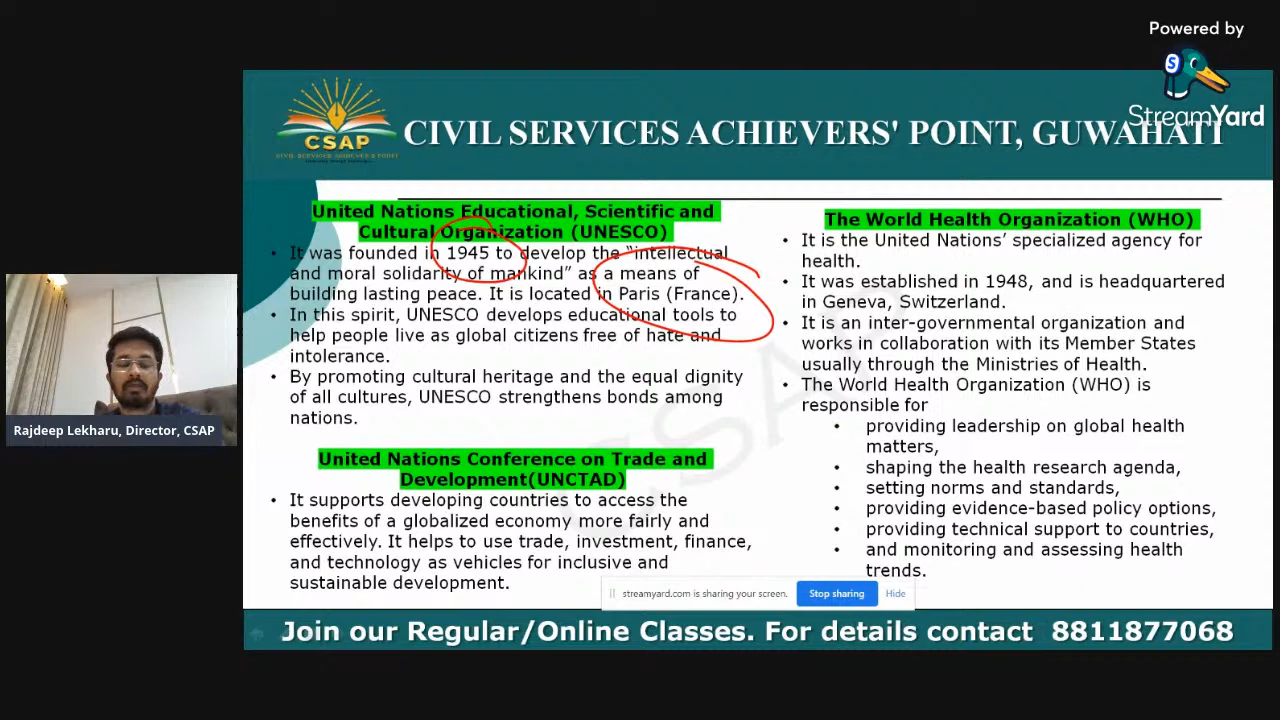 Powered by
StreamYard
CSAP
CIVIL SERVICES ACHIEVERS' POINT, GUWAHATI
United Nations Educational, Scientific and
Cultural Organization (UNESCO)
• It was founded in 1945 to develop the “intellectual
and moral solidarity of mankind” as a means of
building lasting peace. It is located in Paris (France).
• In this spirit, UNESCO develops educational tools to
help people live as global citizens free of hate and
intolerance.
• By promoting cultural heritage and the equal dignity
of all cultures, UNESCO strengthens bonds among
nations.
United Nations Conference on Trade and
Development(UNCTAD)
• It supports developing countries to access the
benefits of a globalized economy more fairly and
effectively. It helps to use trade, investment, finance,
and technology as vehicles for inclusive and
sustainable development.
The World Health Organization (WHO)
• It is the United Nations’ specialized agency for
health.
• It was established in 1948, and is headquartered
in Geneva, Switzerland.
• It is an inter-governmental organization and
works in collaboration with its Member States
usually through the Ministries of Health.
• The World Health Organization (WHO) is
responsible for
• providing leadership on global health
matters,
• shaping the health research agenda,
• setting norms and standards,
• providing evidence-based policy options,
• providing technical support to countries,
• and monitoring and assessing health
trends.
Rajdeep Lekharu, Director, CSAP
streamyard.com is sharing your screen.
Stop sharing
Hide
Join our Regular/Online Classes. For details contact 8811877068